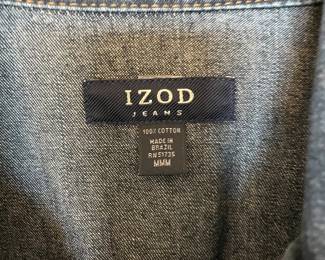 IZOD
JEANS
100% COTTON
MADE IN
BRAZIL
RN51735
MMM